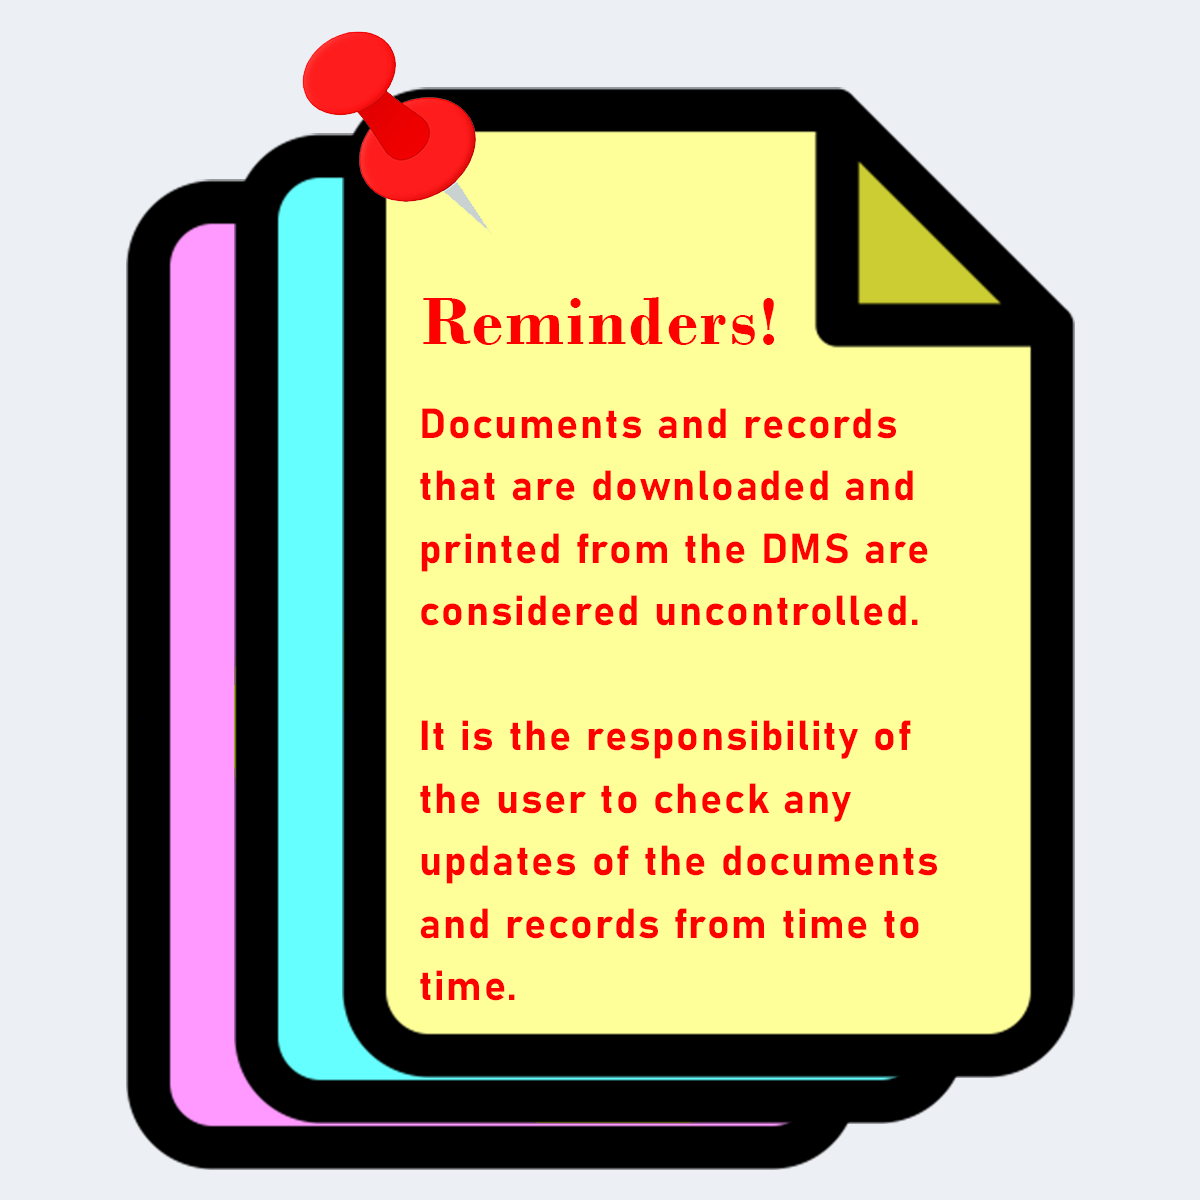 Reminders!
Documents and records
that are downloaded and
printed from the DMS are
considered uncontrolled.
It is the responsibility of
the user to check any
updates of the documents
and records from time to
time.